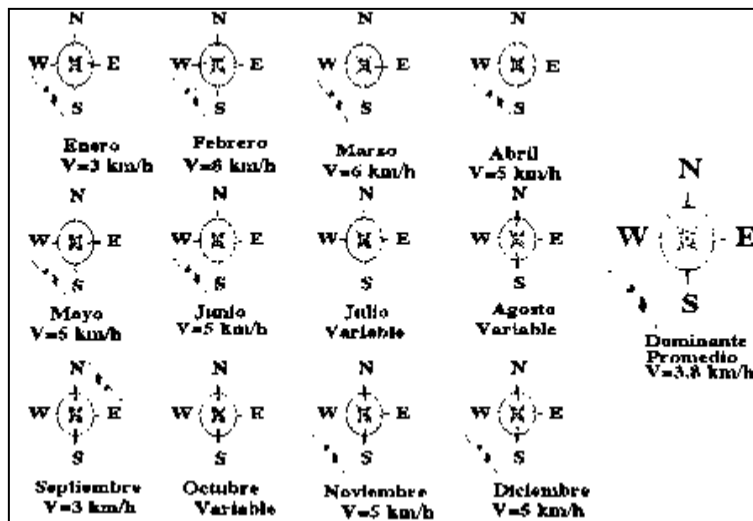 N N N N
W E W E W E W E
S S S S
Enero Febrero Marzo Abril
V=3 km/h V=8 km/h V=6 km/h V=5 km/h
N N N N
W E W E W E W E
S S S S
Mayo Junio Julio Agosto
V=5 km/h V=5 km/h Variable Variable
N
W E
S
Dominante
Promedio
V=3.8 km/h
N N N N
W E W E W E W E
S S S S
Septiembre Octubre Noviembre Diciembre
V=3 km/h Variable V=5 km/h V=5 km/h